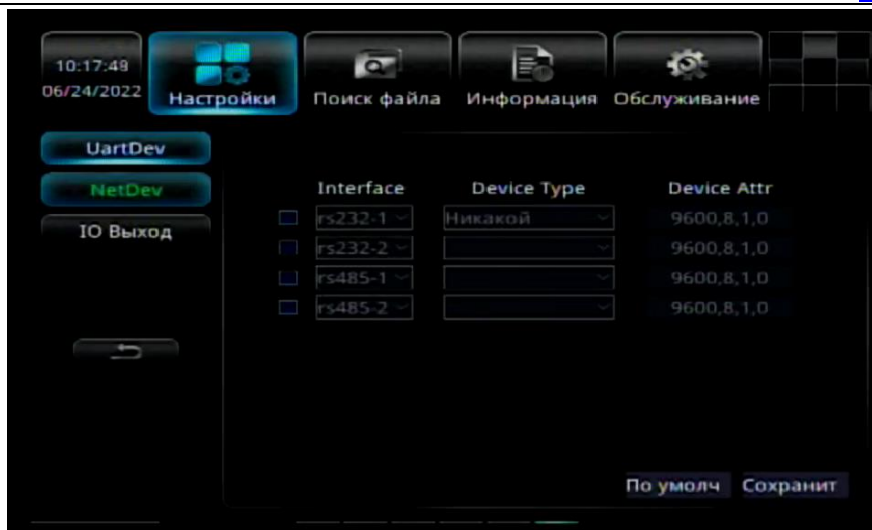 10:17:48
06/24/2022
Настройки
Поиск файла
Информация
Обслуживание
UartDev
NetDev
IO Выход
Interface Device Type Device Attr
rs232-1 Никакой 9600,8,1,0
rs232-2 9600,8,1,0
rs485-1 9600,8,1,0
rs485-2 9600,8,1,0
По умолч Сохранит